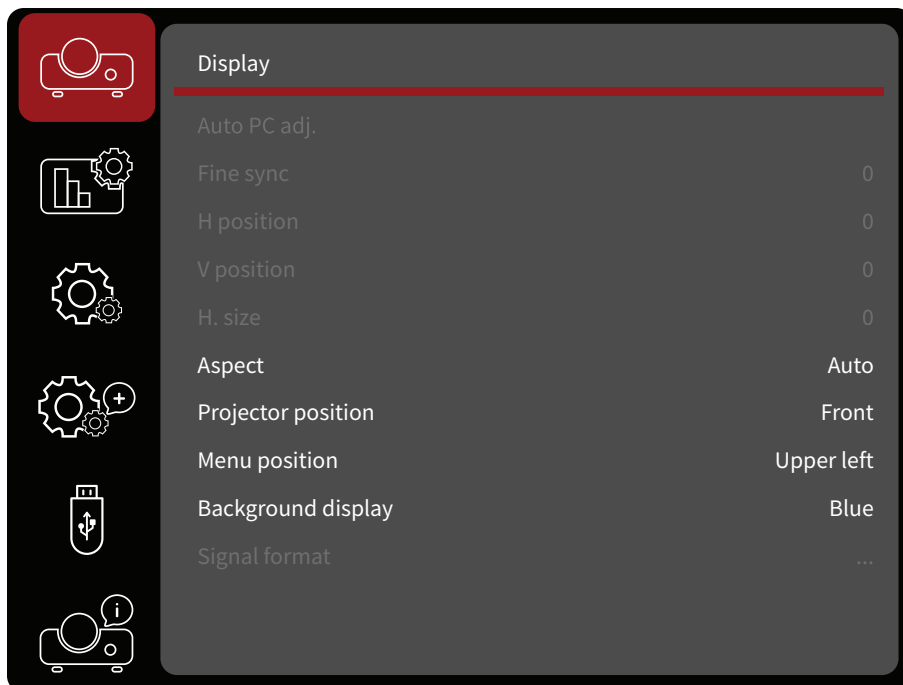 Display
Auto PC adj.
Fine sync 0
H position 0
V position 0
H. size 0
Aspect Auto
Projector position Front
Menu position Upper left
Background display Blue
Signal format ...
i